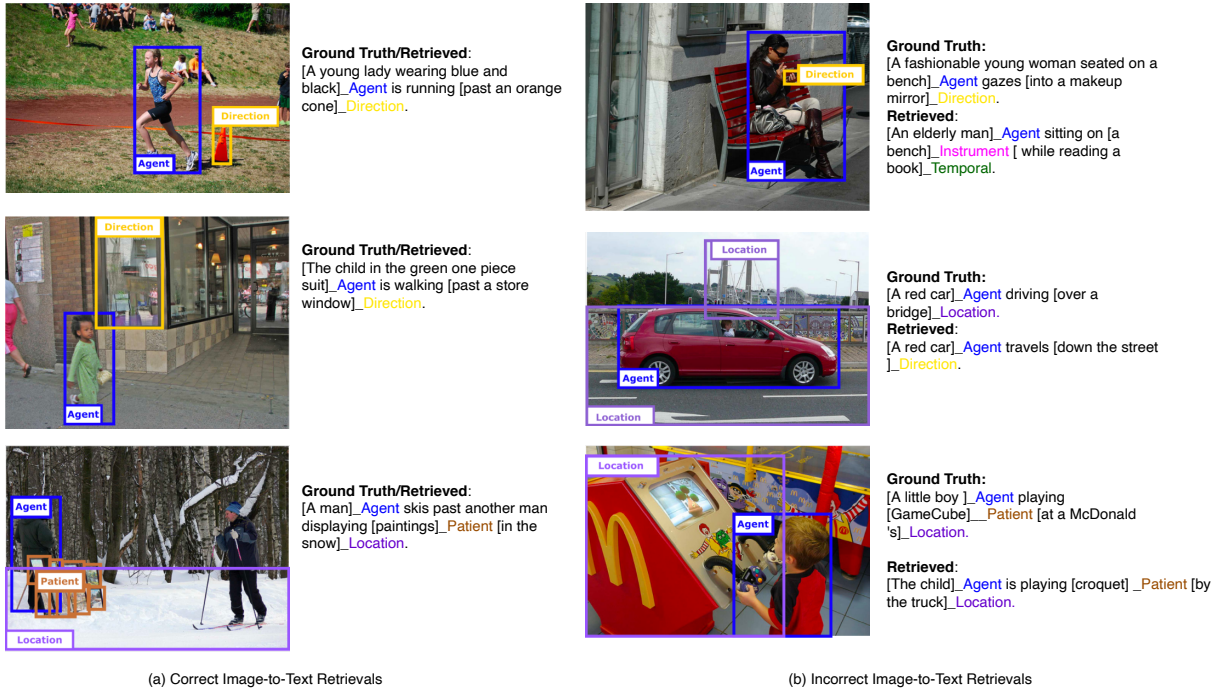 Direction
Agent
Ground Truth/Retrieved:
[A young lady wearing blue and
black]_Agent is running [past an orange
cone]_Direction.
Direction
Agent
Ground Truth/Retrieved:
[The child in the green one piece
suit]_Agent is walking [past a store
window]_Direction.
Agent
Patient
Location
Ground Truth/Retrieved:
[A man]_Agent skis past another man
displaying [paintings]_Patient [in the
snow]_Location.
(a) Correct Image-to-Text Retrievals
Direction
Agent
Ground Truth:
[A fashionable young woman seated on a
bench]_Agent gazes [into a makeup
mirror]_Direction.
Retrieved:
[An elderly man]_Agent sitting on [a
bench]_Instrument [ while reading a
book]_Temporal.
Location
Agent
Location
Ground Truth:
[A red car]_Agent driving [over a
bridge]_Location.
Retrieved:
[A red car]_Agent travels [down the street
]_Direction.
Location
Agent
Ground Truth:
[A little boy ]_Agent playing
[GameCube]__Patient [at a McDonald
's]_Location.
Retrieved:
[The child]_Agent is playing [croquet] _Patient [by
the truck]_Location.
(b) Incorrect Image-to-Text Retrievals